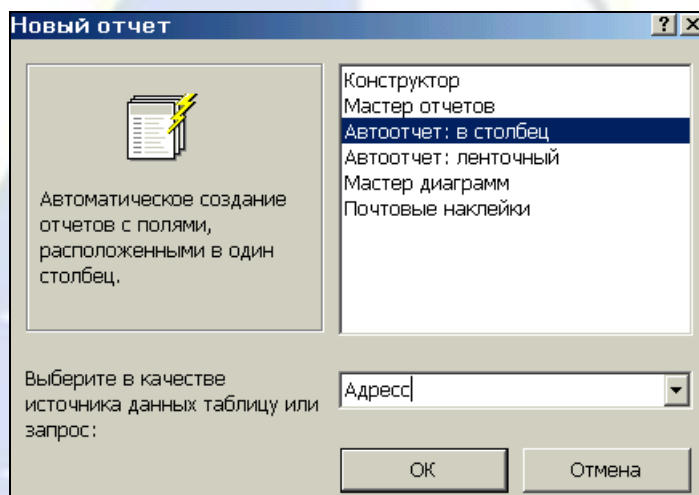 Новый отчет
Автоматическое создание
отчетов с полями,
расположенными в один
столбец.
Конструктор
Мастер отчетов
Автоотчет: в столбец
Автоотчет: ленточный
Мастер диаграмм
Почтовые наклейки
Выберите в качестве
источника данных таблицу или
запрос:
Адресс
ОК
Отмена